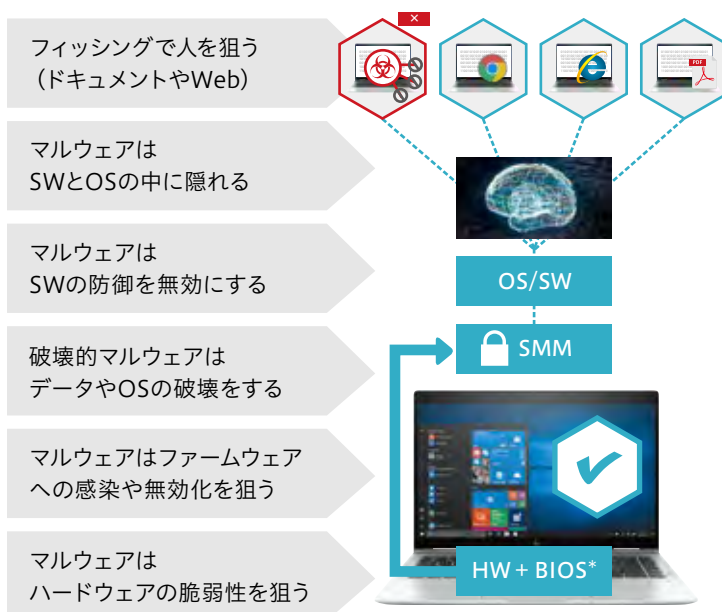 フィッシングで人を狙う
（ドキュメントやWeb）
PDF
マルウェアは
SWとOSの中に隠れる
マルウェアは
SWの防御を無効にする
OS/SW
破壊的マルウェアは
データやOSの破壊をする
SMM
マルウェアはファームウェア
への感染や無効化を狙う
マルウェアは
ハードウェアの脆弱性を狙う
HW + BIOS*